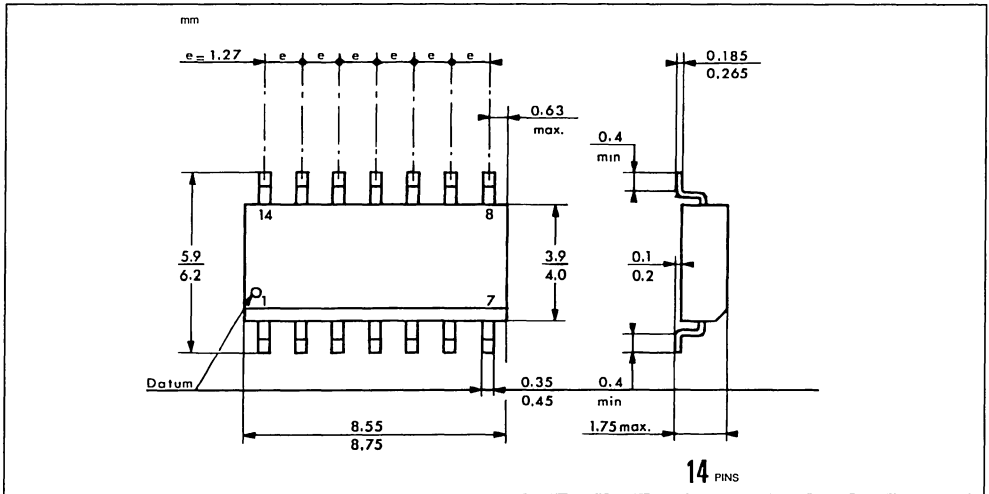 mm
e = 1.27 e e e e e e
0.185
0.265
0.63
max.
0.4
min
14 8
5.9
6.2
3.9
4.0
0.1
0.2
1 7
Datum
0.35
0.45
0.4
min
8.55
8.75
1.75 max.
14 PINS